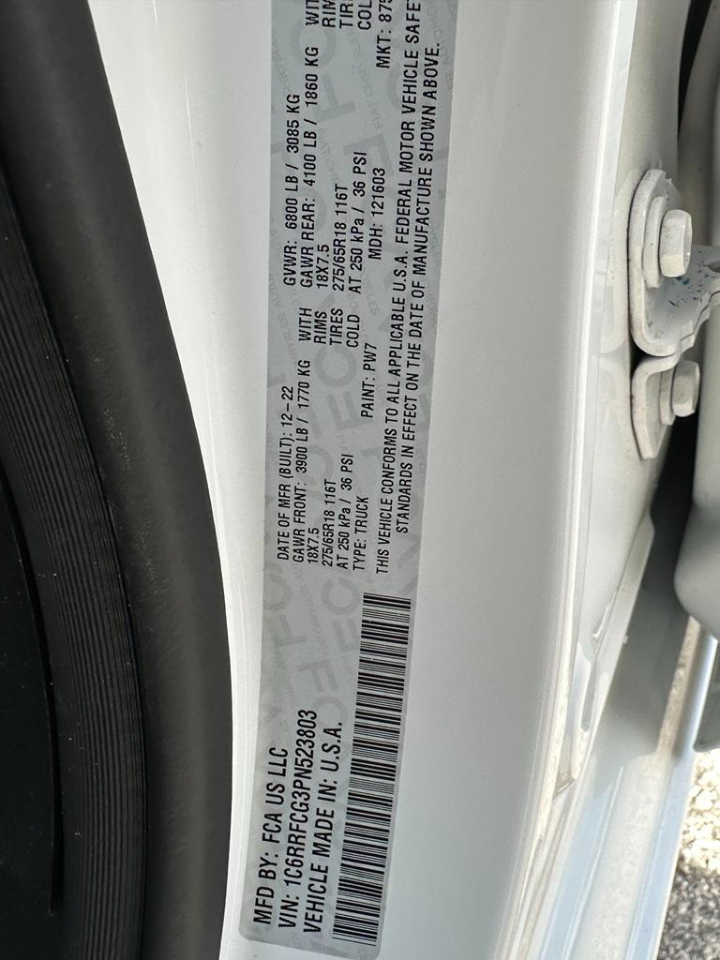 MFD BY: FCA US LLC
VIN: 1C6RRFCG3PN523803
VEHICLE MADE IN: U.S.A.
DATE OF MFR (BUILT): 12-22 GVWR: 6800 LB / 3085 KG
GAWR FRONT: 3900 LB / 1770 KG WITH GAWR REAR: 4100 LB / 1860 KG
18X7.5 RIMS 18X7.5
275/65R18 116T TIRES 275/65R18 116T
AT 250 kPa / 36 PSI COLD AT 250 kPa / 36 PSI
TYPE: TRUCK PAINT: PW7 MDH: 121603 MKT:
THIS VEHICLE CONFORMS TO ALL APPLICABLE U.S.A. FEDERAL MOTOR VEHICLE
STANDARDS IN EFFECT ON THE DATE OF MANUFACTURE SHOWN ABOVE.